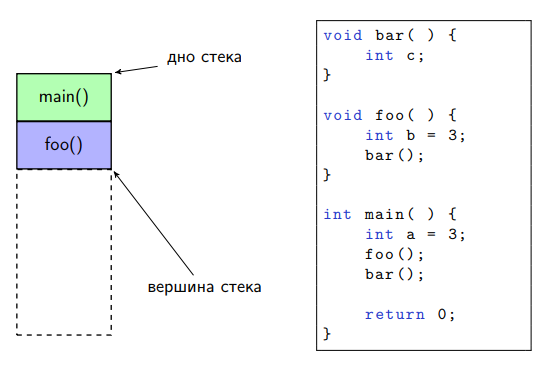 дно стека
main()
foo()
вершина стека
void bar( ) {
    int c;
}

void foo( ) {
    int b = 3;
    bar();
}

int main( ) {
    int a = 3;
    foo();
    bar();

    return 0;
}